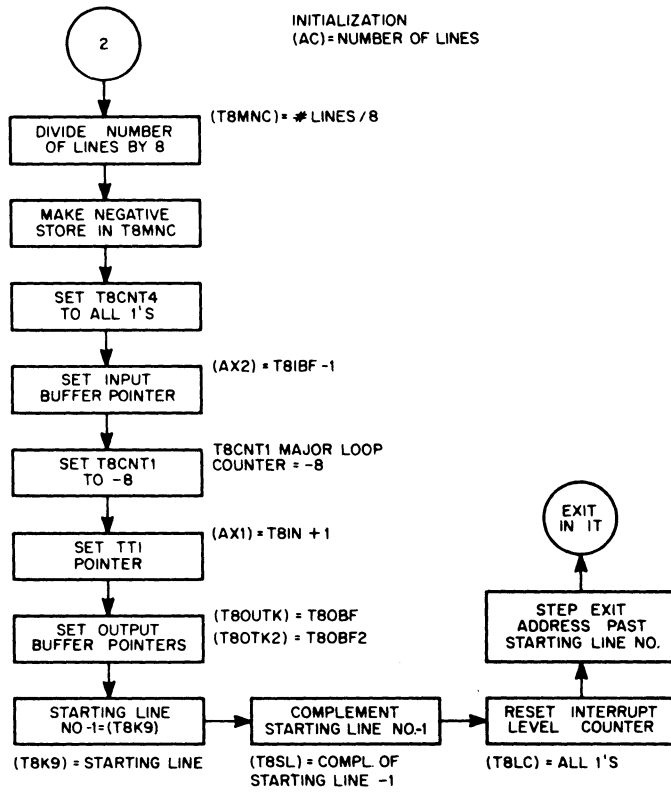 INITIALIZATION
(AC) = NUMBER OF LINES
2
DIVIDE NUMBER
OF LINES BY 8
(T8MNC) = # LINES / 8
MAKE NEGATIVE
STORE IN T8MNC
SET T8CNT4
TO ALL 1'S
SET INPUT
BUFFER POINTER
(AX2) = T8IBF -1
SET T8CNT1
TO -8
T8CNT1 MAJOR LOOP
COUNTER = -8
SET TTI
POINTER
(AX1) = T8IN + 1
SET OUTPUT
BUFFER POINTERS
(T8OUTK) = T8OBF
(T8OTK2) = T8OBF2
STARTING LINE
NO-1=(T8K9)
(T8K9) = STARTING LINE
COMPLEMENT
STARTING LINE NO.-1
(T8SL) = COMPL. OF
STARTING LINE -1
RESET INTERRUPT
LEVEL COUNTER
(T8LC) = ALL 1'S
STEP EXIT
ADDRESS PAST
STARTING LINE NO.
EXIT
IN IT